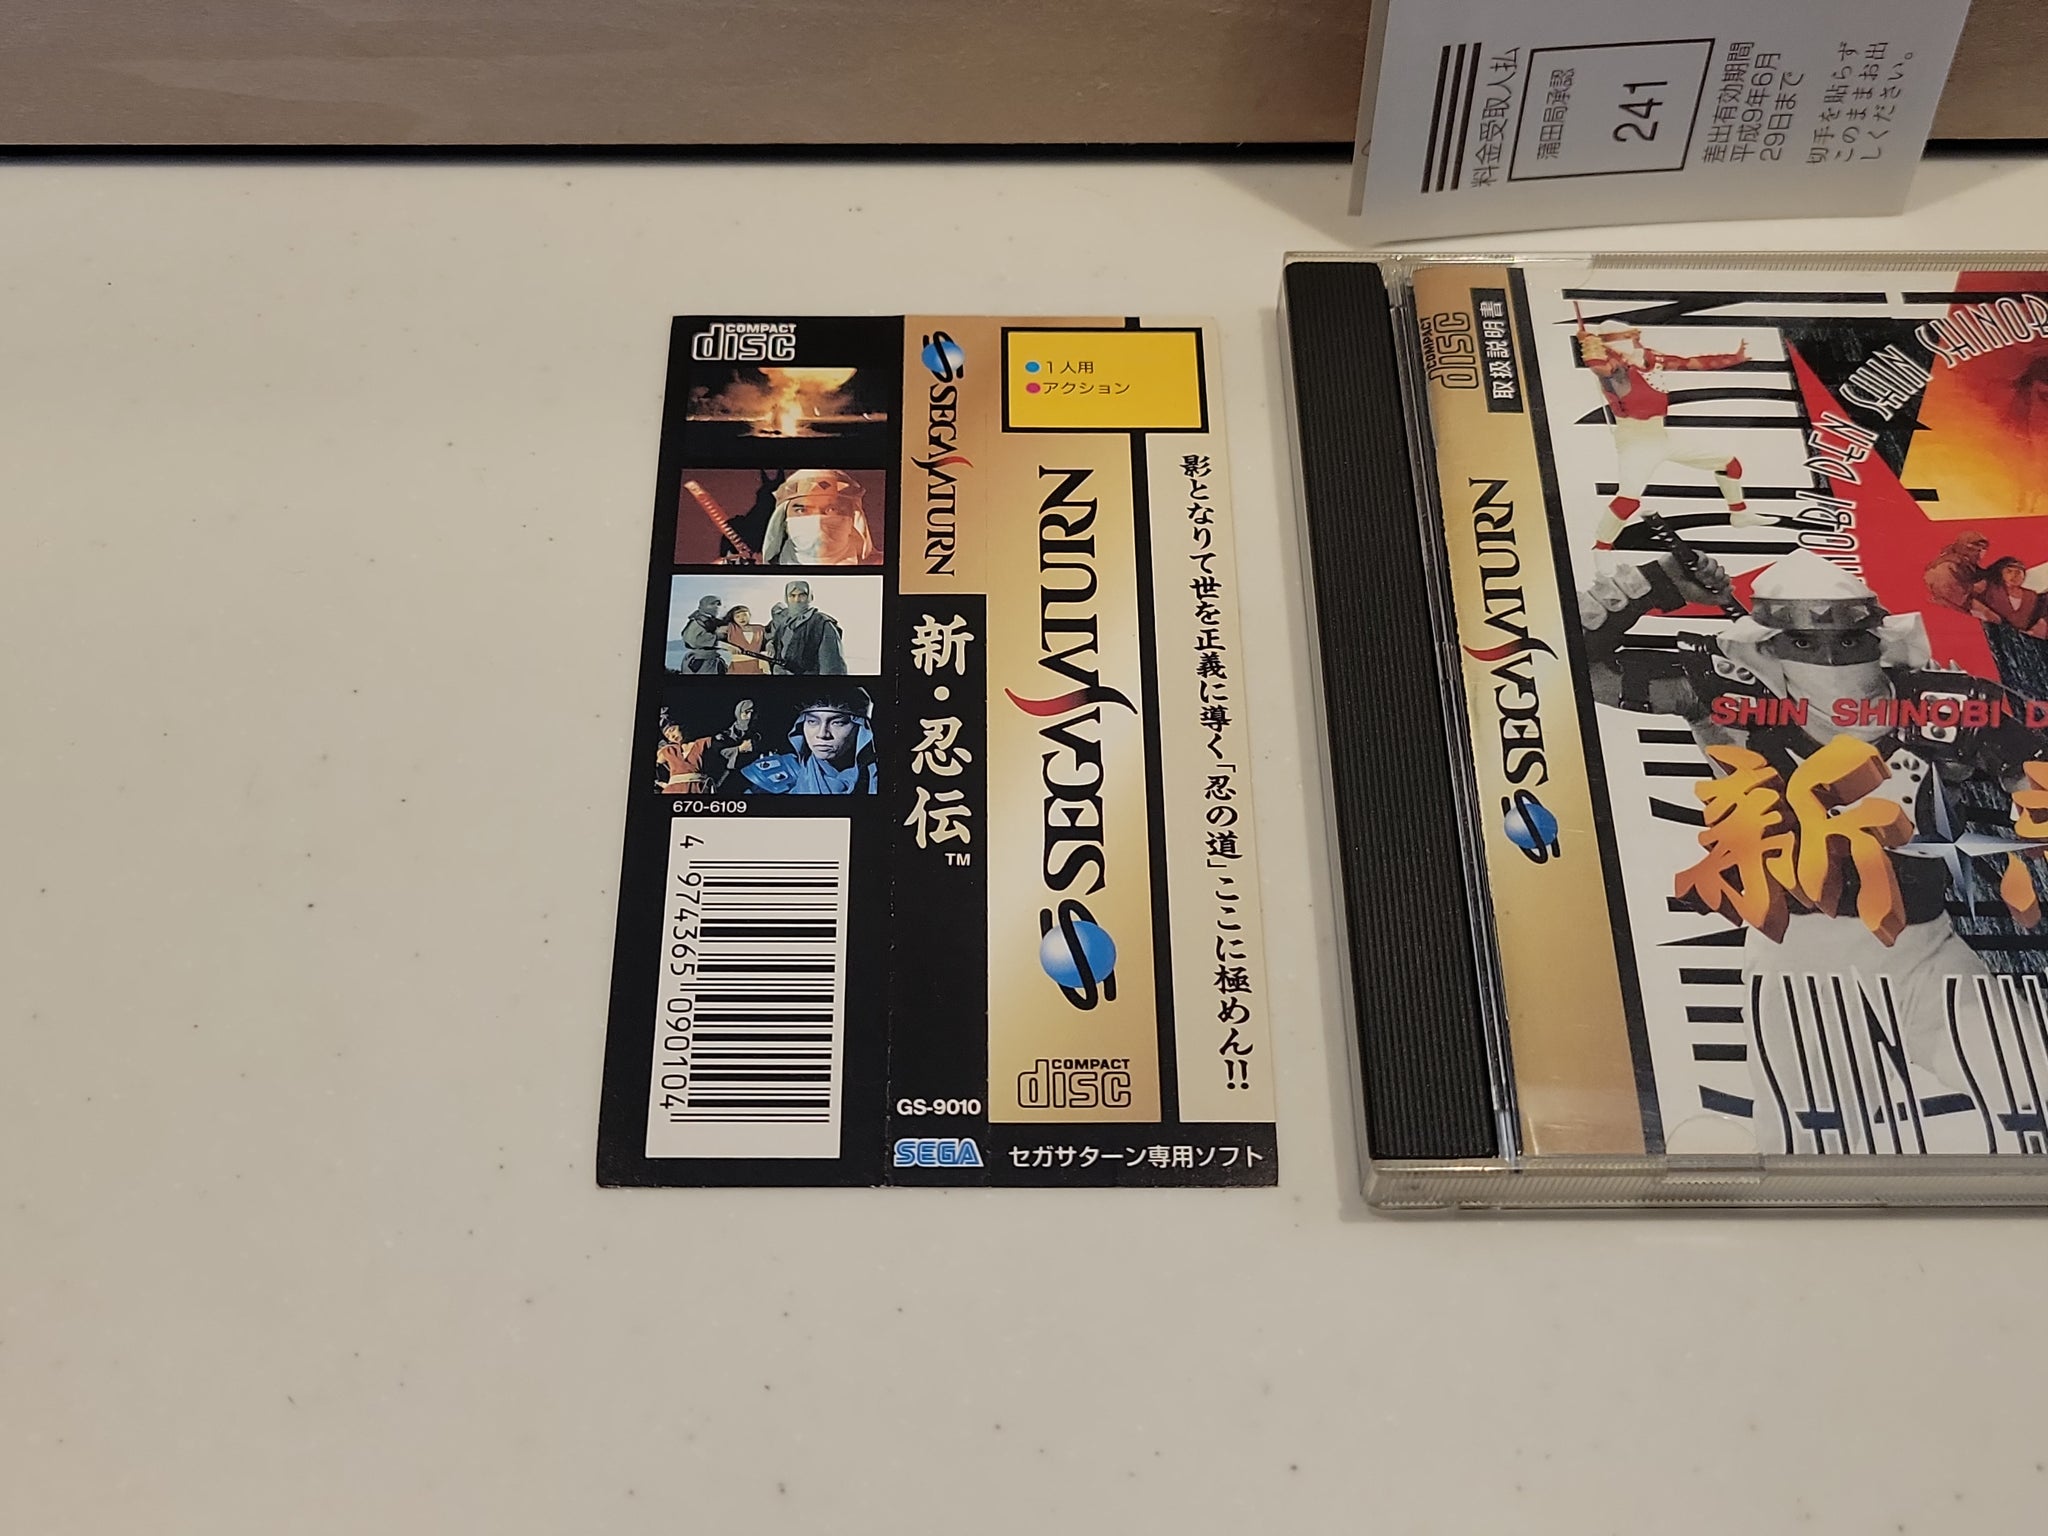 料金受取人払
蒲田局承認
241
差出有効期間
平成9年6月
29日まで
切手を貼らず
このままお出
しください。
COMPACT
disc
670-6109
4 974365 090104
SEGA SATURN
新・忍伝
TM
GS-9010
SEGA
●1人用
●アクション
SEGA SATURN
COMPACT
disc
影となりて世を正義に導く「忍の道」ここに極めん!!
セガサターン専用ソフト
COMPACT
disc
取扱説明書
SEGA SATURN
SHIN SHINOBI D
新